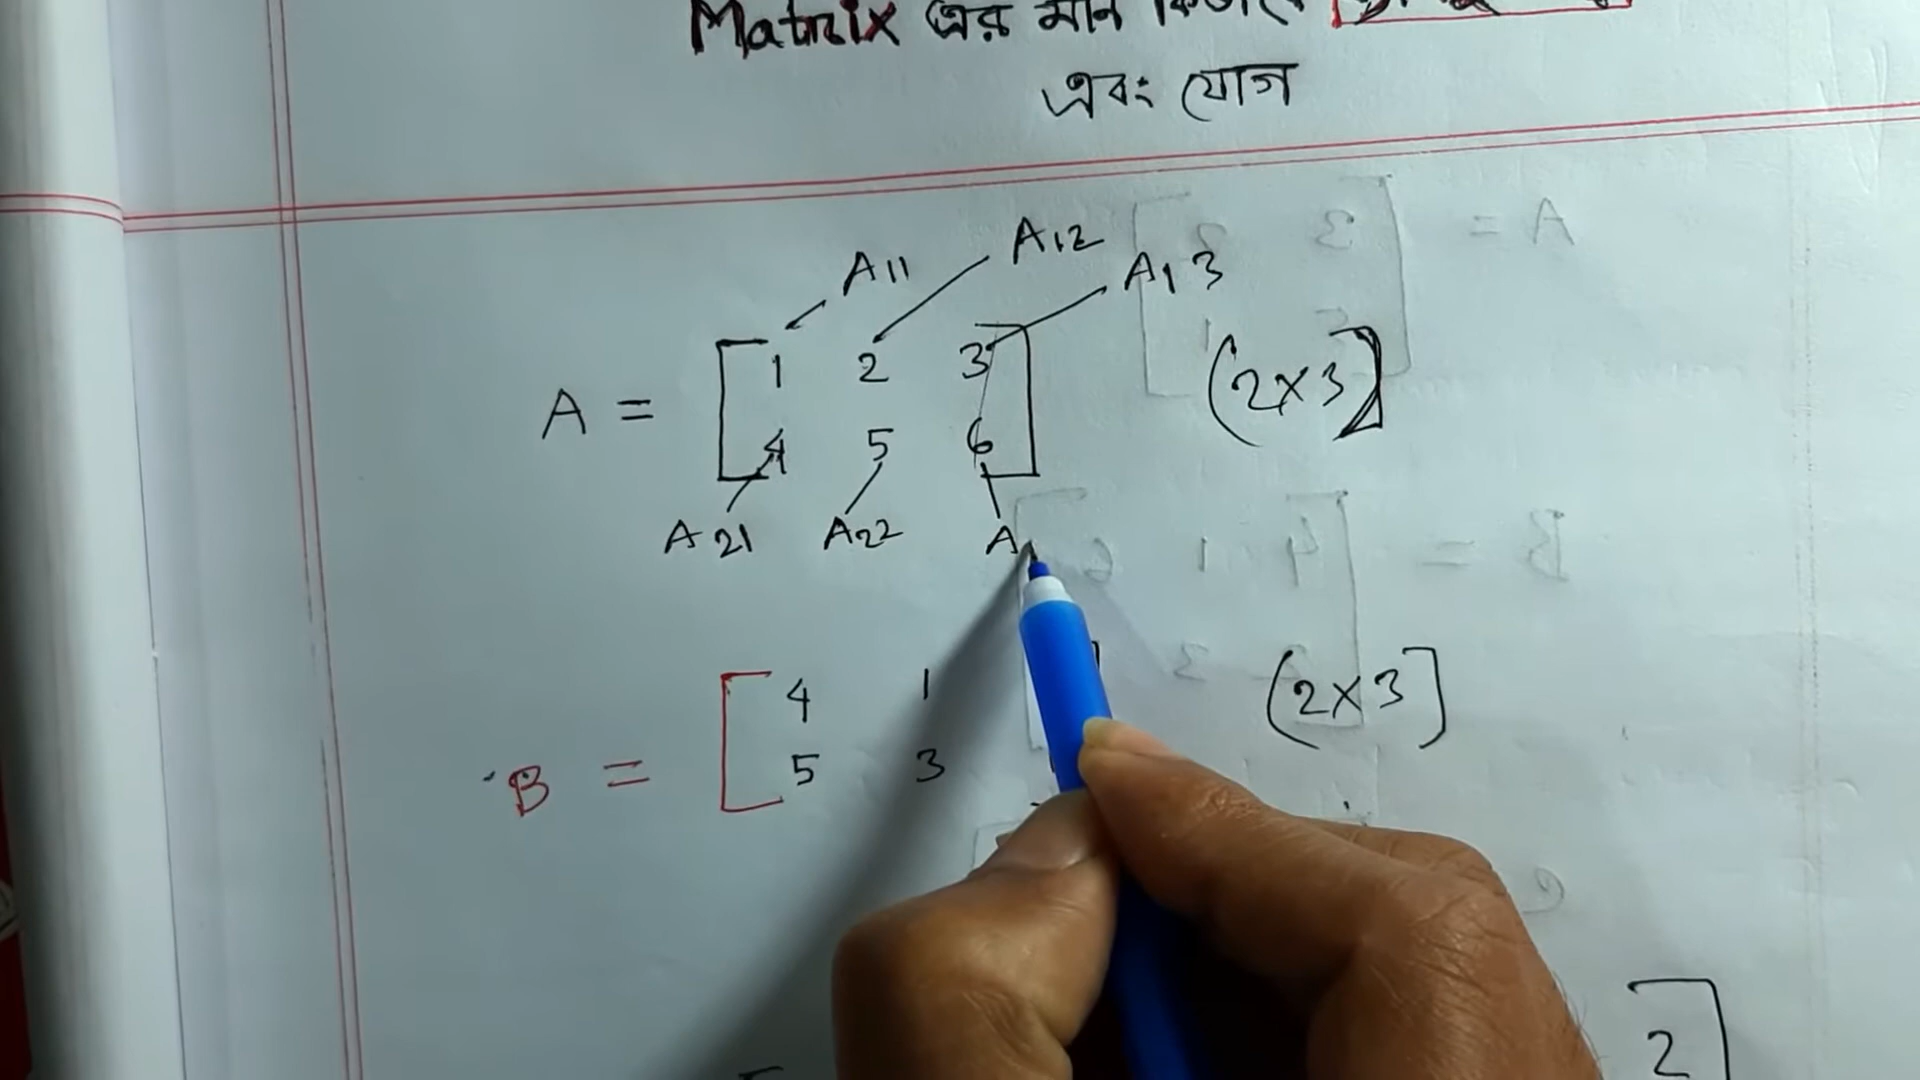 Matrix এর মান
এবং যোগ
A11 A12 A13
A = [ 1 2 3 (2×3)
4 5 6 ]
A21 A22 A
B = [ 4 1 (2×3]
5 3
2 ]